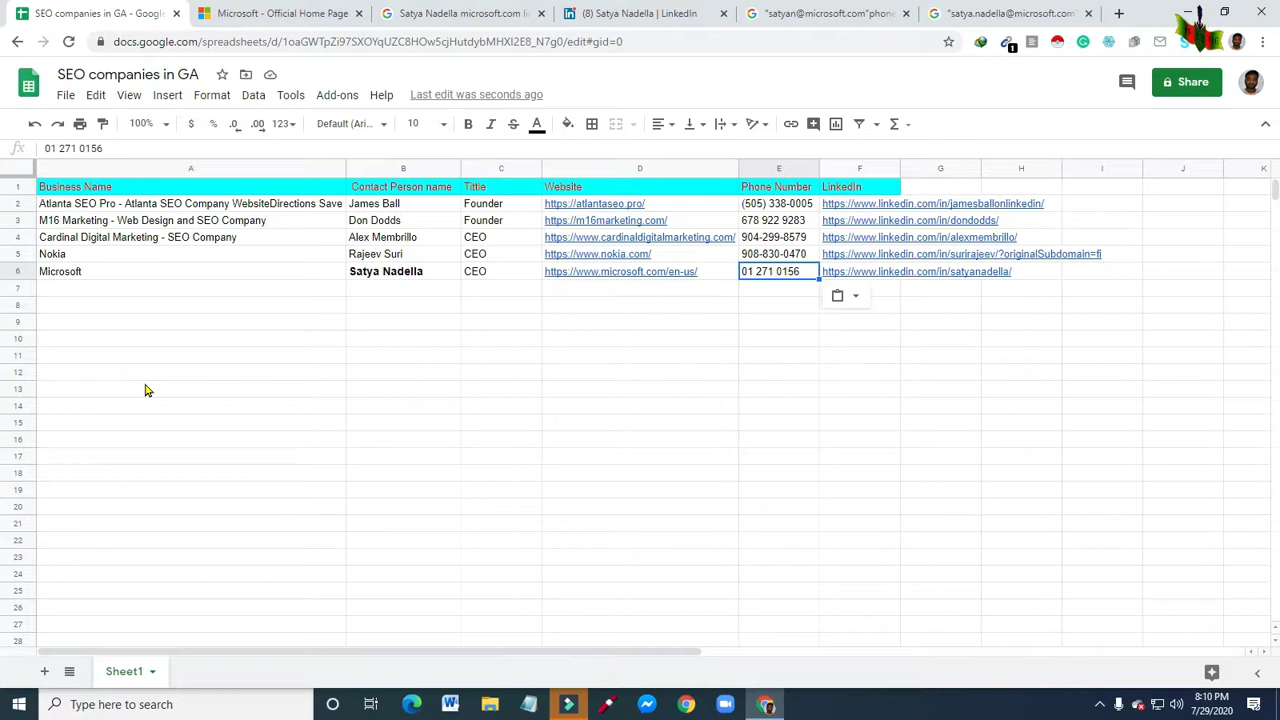 SEO companies in GA - Google
Microsoft - Official Home Page
Satya Nadella microsoft.com li
(8) Satya Nadella | LinkedIn
"satyan@microsoft.com"phone
"satya.nadella@microsoft.com"
SEO companies in GA
File Edit View Insert Format Data Tools Add-ons Help Last edit was seconds ago
Share
100% $ % .0 .00 123 Default (Ari... 10 B I S A
fx 01 271 0156
A B C D E F G H I J K
1 Business Name Contact Person name Tittle Website Phone Number LinkedIn
2 Atlanta SEO Pro - Atlanta SEO Company WebsiteDirections Save James Ball Founder https://atlantaseo.pro/ (505) 338-0005 https://www.linkedin.com/in/jamesballonlinkedin/
3 M16 Marketing - Web Design and SEO Company Don Dodds Founder https://m16marketing.com/ 678 922 9283 https://www.linkedin.com/in/dondodds/
4 Cardinal Digital Marketing - SEO Company Alex Membrillo CEO https://www.cardinaldigitalmarketing.com/ 904-299-8579 https://www.linkedin.com/in/alexmembrillo/
5 Nokia Rajeev Suri CEO https://www.nokia.com/ 908-830-0470 https://www.linkedin.com/in/surirajeev/?originalSubdomain=fi
6 Microsoft Satya Nadella CEO https://www.microsoft.com/en-us/ 01 271 0156 https://www.linkedin.com/in/satyanadella/
7
8
9
10
11
12
13
14
15
16
17
18
19
20
21
22
23
24
25
26
27
28
Sheet1
Type here to search
8:10 PM
7/29/2020